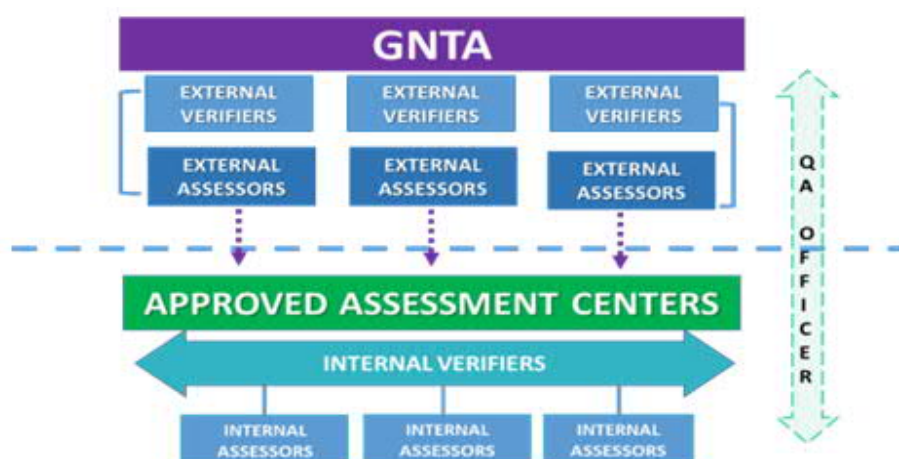 GNTA
EXTERNAL EXTERNAL EXTERNAL
VERIFIERS VERIFIERS VERIFIERS
EXTERNAL EXTERNAL EXTERNAL
ASSESSORS ASSESSORS ASSESSORS
APPROVED ASSESSMENT CENTERS
INTERNAL VERIFIERS
INTERNAL INTERNAL INTERNAL
ASSESSORS ASSESSORS ASSESSORS
QA OFFICER